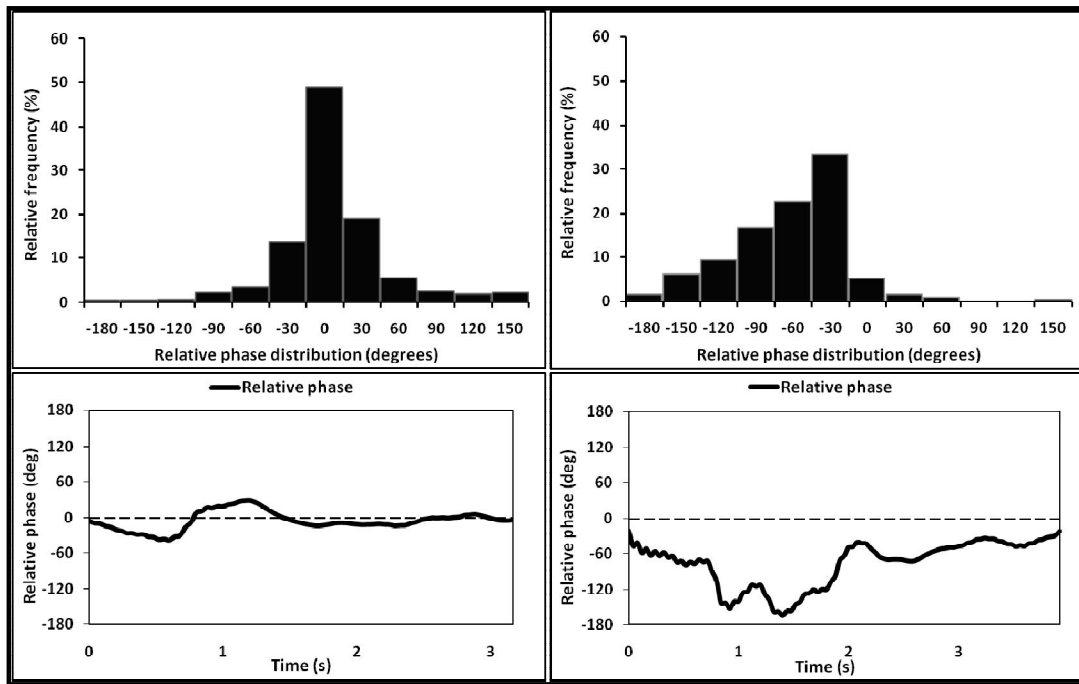 60
50
40
30
20
10
0
Relative frequency (%)
-180 -150 -120 -90 -60 -30 0 30 60 90 120 150
Relative phase distribution (degrees)
60
50
40
30
20
10
0
Relative frequency (%)
-180 -150 -120 -90 -60 -30 0 30 60 90 120 150
Relative phase distribution (degrees)
Relative phase
180
120
60
0
-60
-120
-180
Relative phase (deg)
0 1 2 3
Time (s)
Relative phase
180
120
60
0
-60
-120
-180
Relative phase (deg)
0 1 2 3
Time (s)